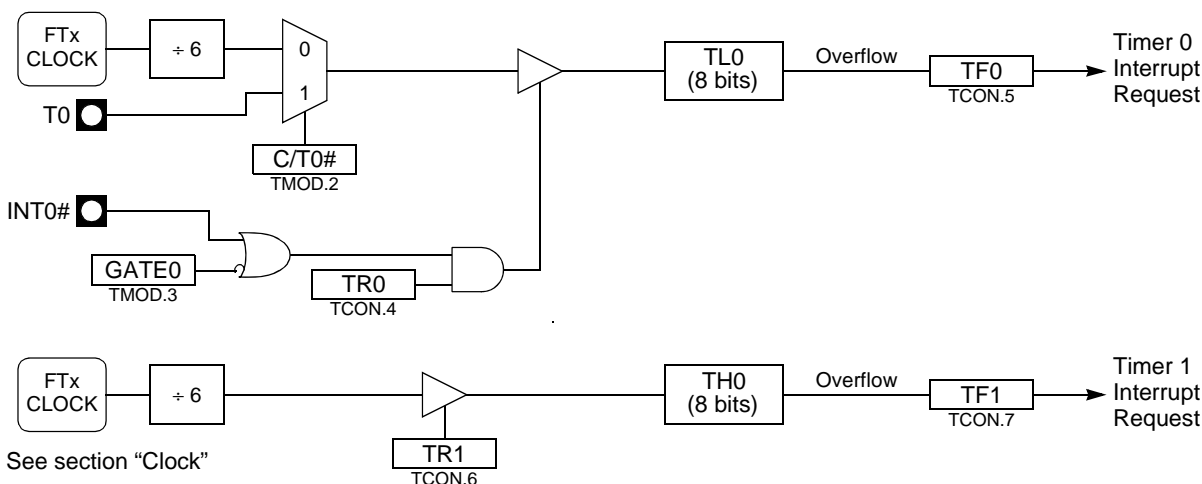 FTx
CLOCK
÷ 6
0
1
T0
C/T0#
TMOD.2
TL0
(8 bits)
Overflow
TF0
TCON.5
Timer 0
Interrupt
Request
INT0#
GATE0
TMOD.3
TR0
TCON.4
FTx
CLOCK
÷ 6
TR1
TCON.6
TH0
(8 bits)
Overflow
TF1
TCON.7
Timer 1
Interrupt
Request
See section “Clock”